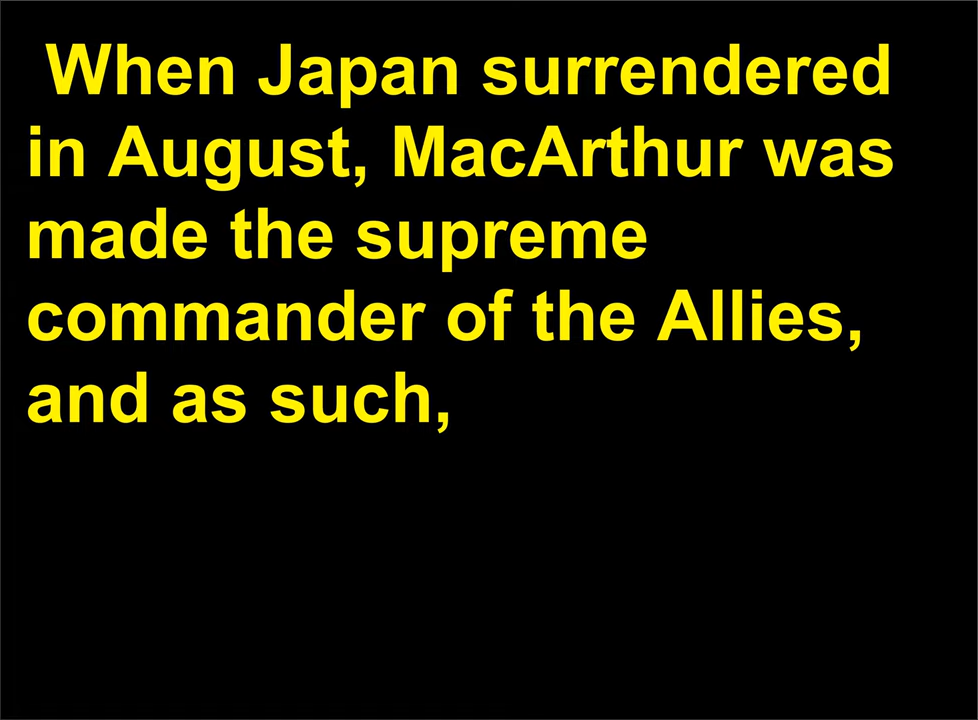 When Japan surrendered
in August, MacArthur was
made the supreme
commander of the Allies,
and as such,